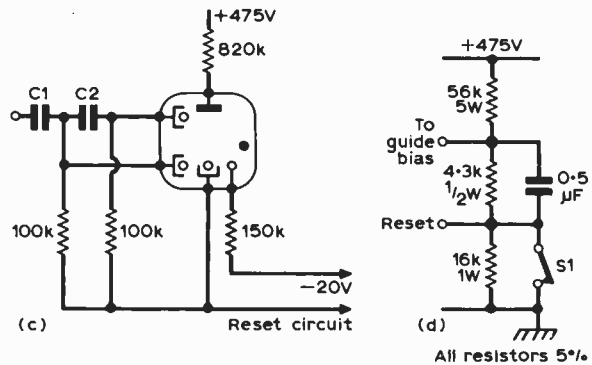 +475V
820k
C1
C2
100k
100k
150k
−20V
Reset circuit
(c)
+475V
56k
5W
To
guide
bias
4·3k
1/2W
0·5
µF
Reset
16k
1W
S1
(d)
All resistors 5%